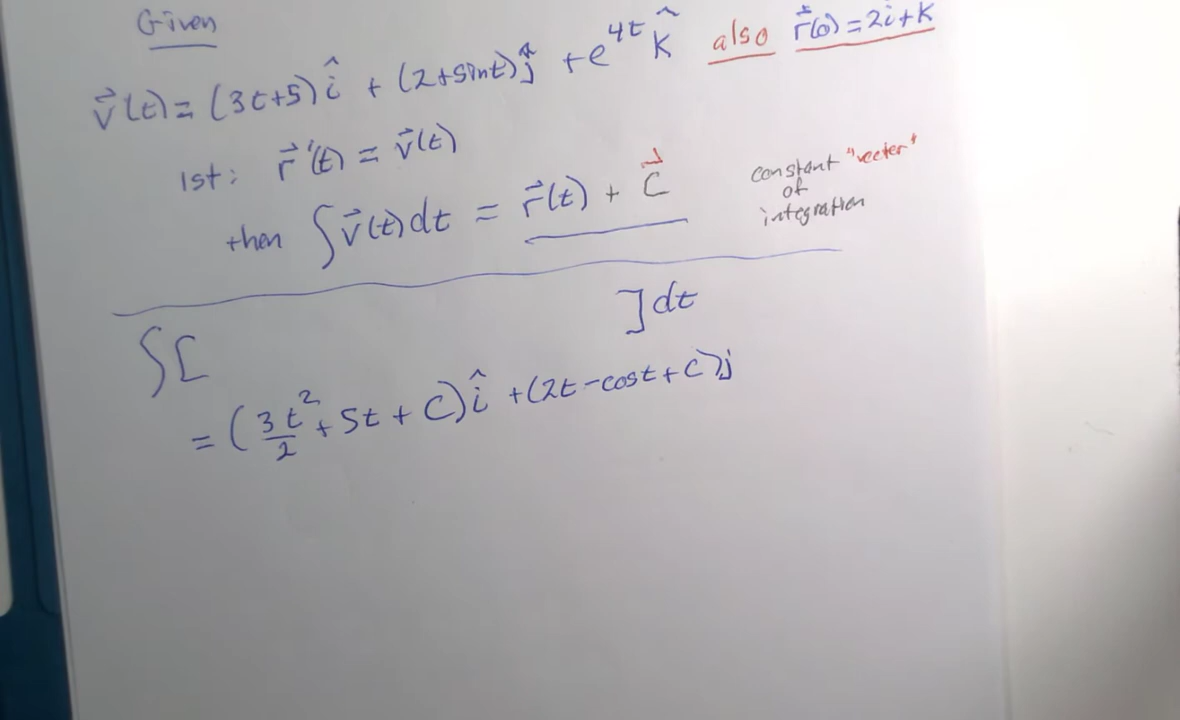 Given
v⃗(t) = (3t+5)î + (2+sint)ĵ + e^{4t} k̂ also r⃗(0) = 2i+k
1st: r⃗'(t) = v⃗(t)
then ∫v⃗(t)dt = r⃗(t) + C⃗
constant "vecter"
of
integration
∫[ ]dt
= (3t²/2 + 5t + C)î + (2t-cost+c)j